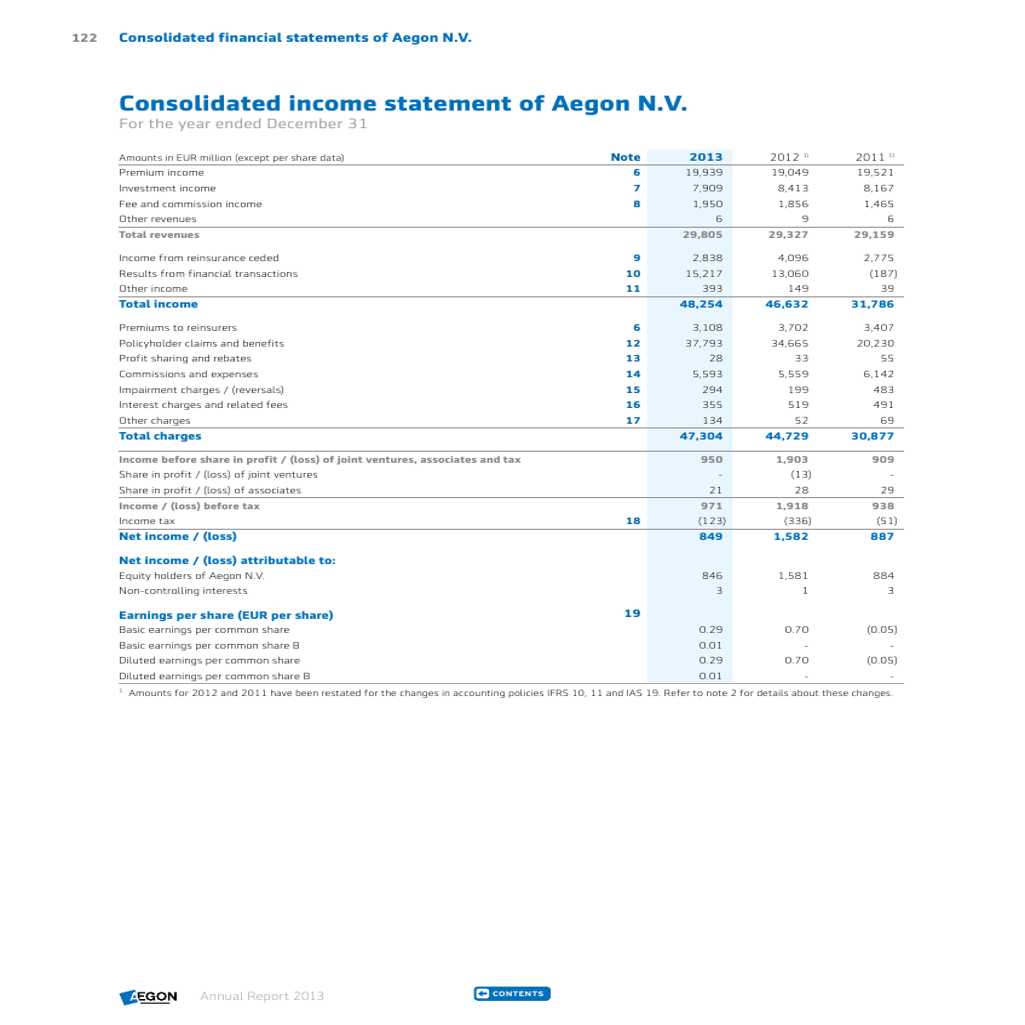 122 Consolidated financial statements of Aegon N.V.
Consolidated income statement of Aegon N.V.
For the year ended December 31
Amounts in EUR million (except per share data) Note 2013 2012 1) 2011 1)
Premium income 6 19,939 19,049 19,521
Investment income 7 7,909 8,413 8,167
Fee and commission income 8 1,950 1,856 1,465
Other revenues 6 9 6
Total revenues 29,805 29,327 29,159
Income from reinsurance ceded 9 2,838 4,096 2,775
Results from financial transactions 10 15,217 13,060 (187)
Other income 11 393 149 39
Total income 48,254 46,632 31,786
Premiums to reinsurers 6 3,108 3,702 3,407
Policyholder claims and benefits 12 37,793 34,665 20,230
Profit sharing and rebates 13 28 33 55
Commissions and expenses 14 5,593 5,559 6,142
Impairment charges / (reversals) 15 294 199 483
Interest charges and related fees 16 355 519 491
Other charges 17 134 52 69
Total charges 47,304 44,729 30,877
Income before share in profit / (loss) of joint ventures, associates and tax 950 1,903 909
Share in profit / (loss) of joint ventures - (13) -
Share in profit / (loss) of associates 21 28 29
Income / (loss) before tax 971 1,918 938
Income tax 18 (123) (336) (51)
Net income / (loss) 849 1,582 887
Net income / (loss) attributable to:
Equity holders of Aegon N.V. 846 1,581 884
Non-controlling interests 3 1 3
Earnings per share (EUR per share) 19
Basic earnings per common share 0.29 0.70 (0.05)
Basic earnings per common share B 0.01 - -
Diluted earnings per common share 0.29 0.70 (0.05)
Diluted earnings per common share B 0.01 - -
1 Amounts for 2012 and 2011 have been restated for the changes in accounting policies IFRS 10, 11 and IAS 19. Refer to note 2 for details about these changes.
AEGON Annual Report 2013 CONTENTS